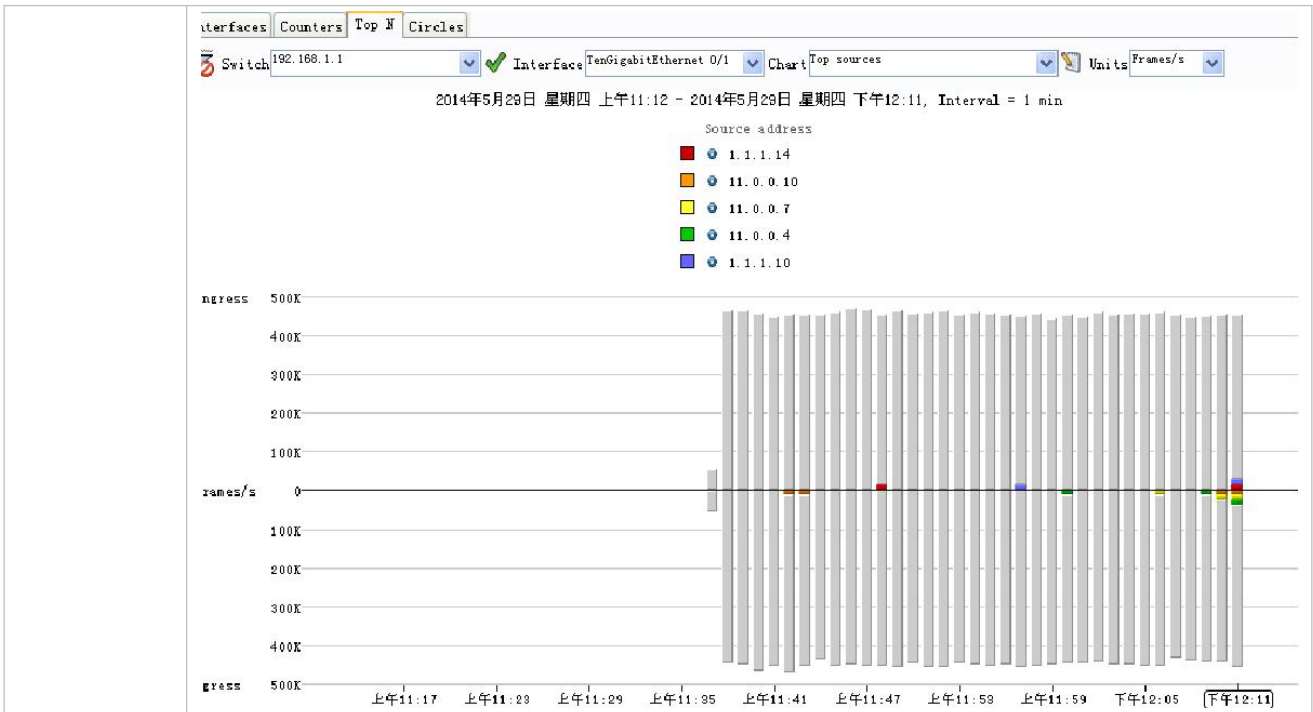 nterfaces Counters Top N Circles
Switch 192.168.1.1 Interface TenGigabitEthernet 0/1 Chart Top sources Units Frames/s
2014年5月29日 星期四 上午11:12 - 2014年5月29日 星期四 下午12:11, Interval = 1 min
Source address
1.1.1.14
11.0.0.10
11.0.0.7
11.0.0.4
1.1.1.10
ngress 500K
400K
300K
200K
100K
rames/s 0
100K
200K
300K
400K
gress 500K
上午11:17 上午11:23 上午11:29 上午11:35 上午11:41 上午11:47 上午11:53 上午11:59 下午12:05 下午12:11